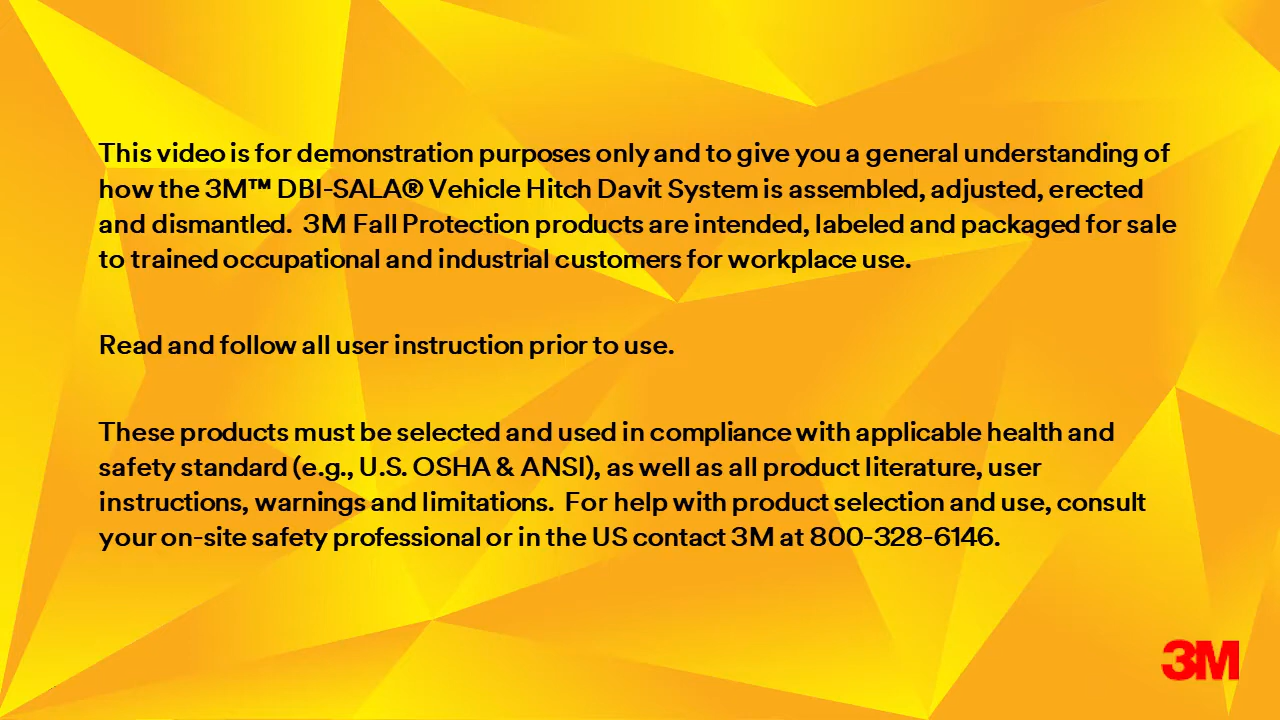 This video is for demonstration purposes only and to give you a general understanding of
how the 3M™ DBI-SALA® Vehicle Hitch Davit System is assembled, adjusted, erected
and dismantled.  3M Fall Protection products are intended, labeled and packaged for sale
to trained occupational and industrial customers for workplace use.
Read and follow all user instruction prior to use.
These products must be selected and used in compliance with applicable health and
safety standard (e.g., U.S. OSHA & ANSI), as well as all product literature, user
instructions, warnings and limitations.  For help with product selection and use, consult
your on-site safety professional or in the US contact 3M at 800-328-6146.
3M